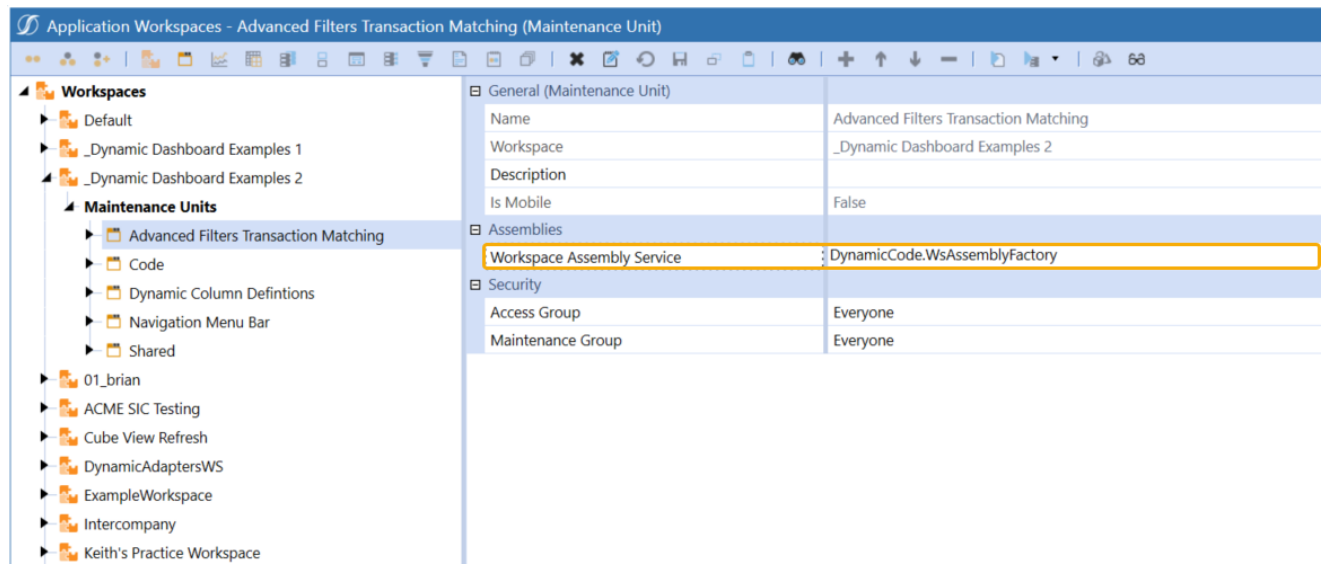 Application Workspaces - Advanced Filters Transaction Matching (Maintenance Unit)
Workspaces
Default
_Dynamic Dashboard Examples 1
_Dynamic Dashboard Examples 2
Maintenance Units
Advanced Filters Transaction Matching
Code
Dynamic Column Defintions
Navigation Menu Bar
Shared
01_brian
ACME SIC Testing
Cube View Refresh
DynamicAdaptersWS
ExampleWorkspace
Intercompany
Keith's Practice Workspace
General (Maintenance Unit)
Name Advanced Filters Transaction Matching
Workspace _Dynamic Dashboard Examples 2
Description
Is Mobile False
Assemblies
Workspace Assembly Service DynamicCode.WsAssemblyFactory
Security
Access Group Everyone
Maintenance Group Everyone